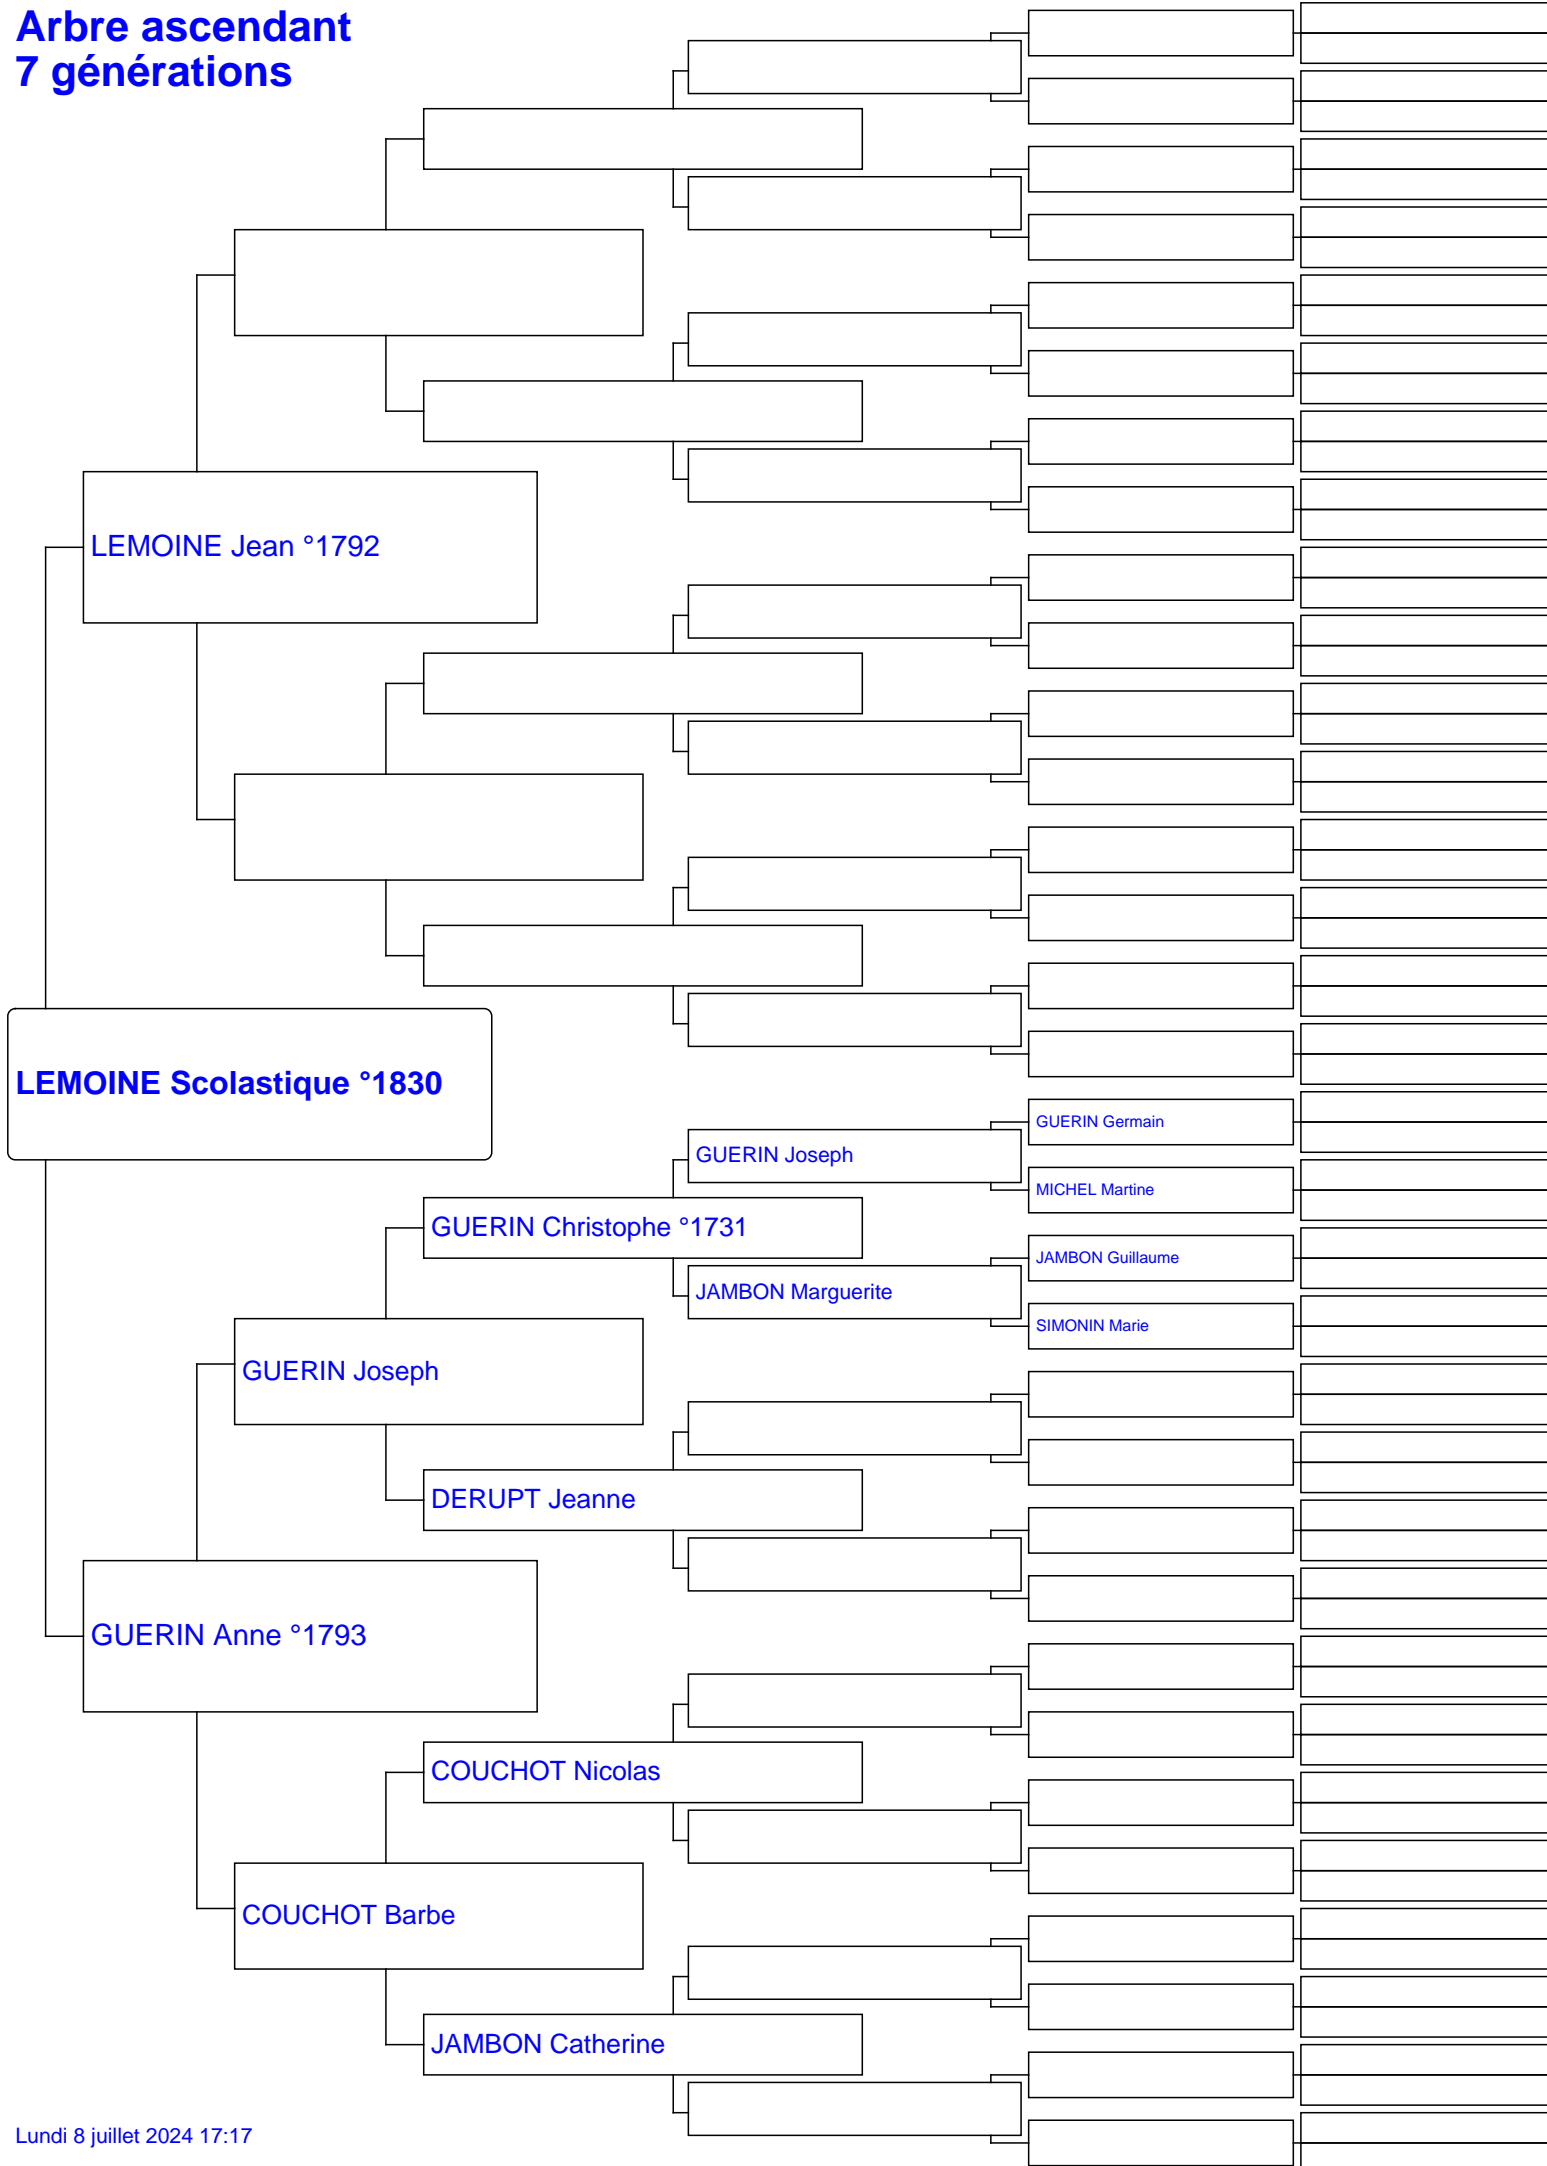 Arbre ascendant
7 générations
LEMOINE Jean °1792
LEMOINE Scolastique °1830
GUERIN Germain
GUERIN Joseph
MICHEL Martine
GUERIN Christophe °1731
JAMBON Guillaume
JAMBON Marguerite
SIMONIN Marie
GUERIN Joseph
DERUPT Jeanne
GUERIN Anne °1793
COUCHOT Nicolas
COUCHOT Barbe
JAMBON Catherine
Lundi 8 juillet 2024 17:17